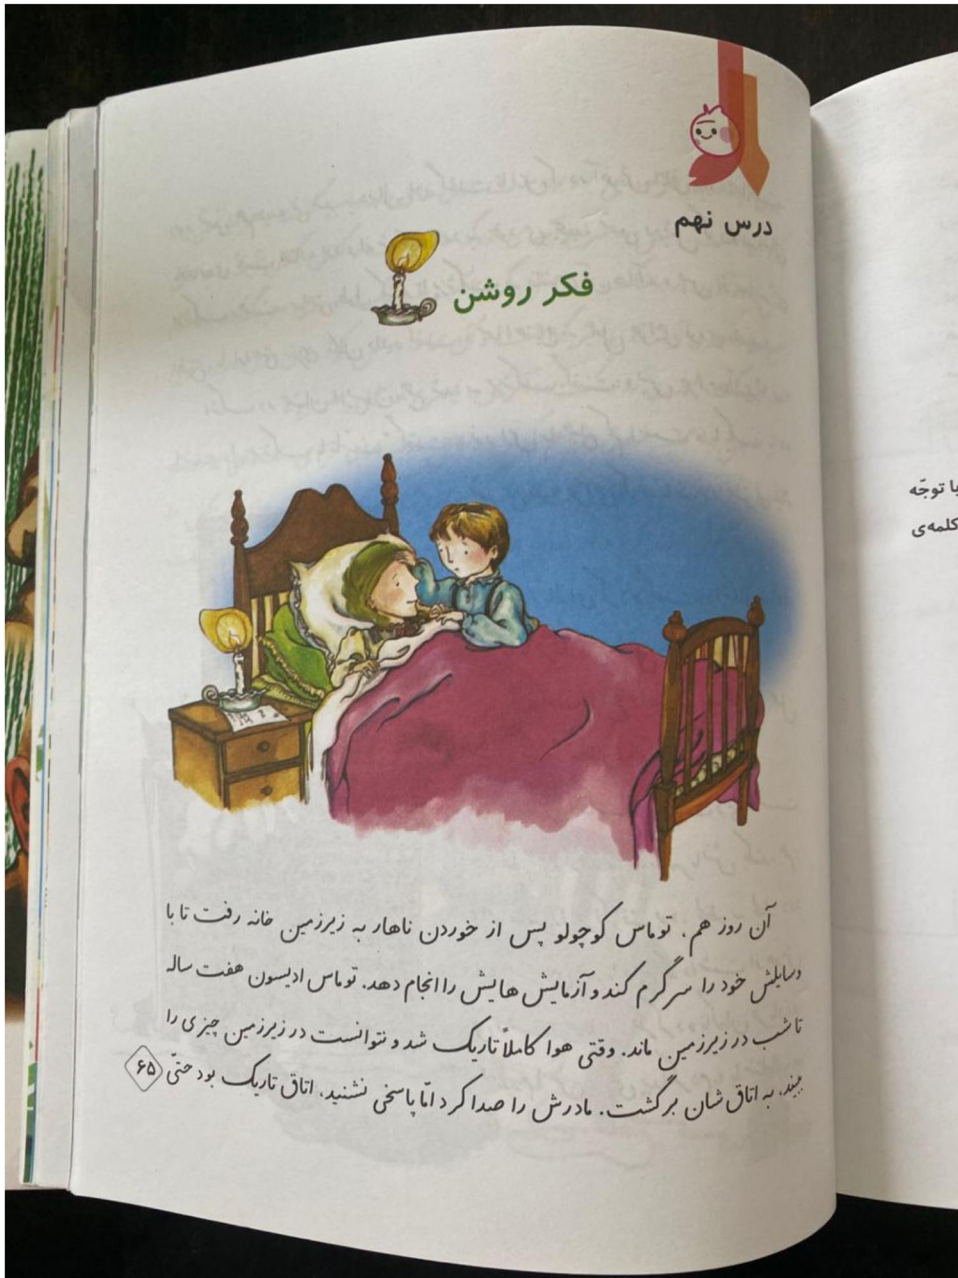 درس نهم
فکر روشن
آن روز هم، توماس کوچولو پس از خوردن ناهار به زیرزمین خانه رفت تا با
وسایلش خود را سرگرم کند و آزمایش هایش را انجام دهد. توماس ادیسون هفت ساله
تا شب در زیرزمین ماند. وقتی هوا کاملاً تاریک شد و نتوانست در زیرزمین چیزی را
ببیند، به اتاق شان برگشت. مادرش را صدا کرد امّا پاسخی نشنید، اتاق تاریک بود حتّی
۶۵
با توجّه
کلمه‌ی